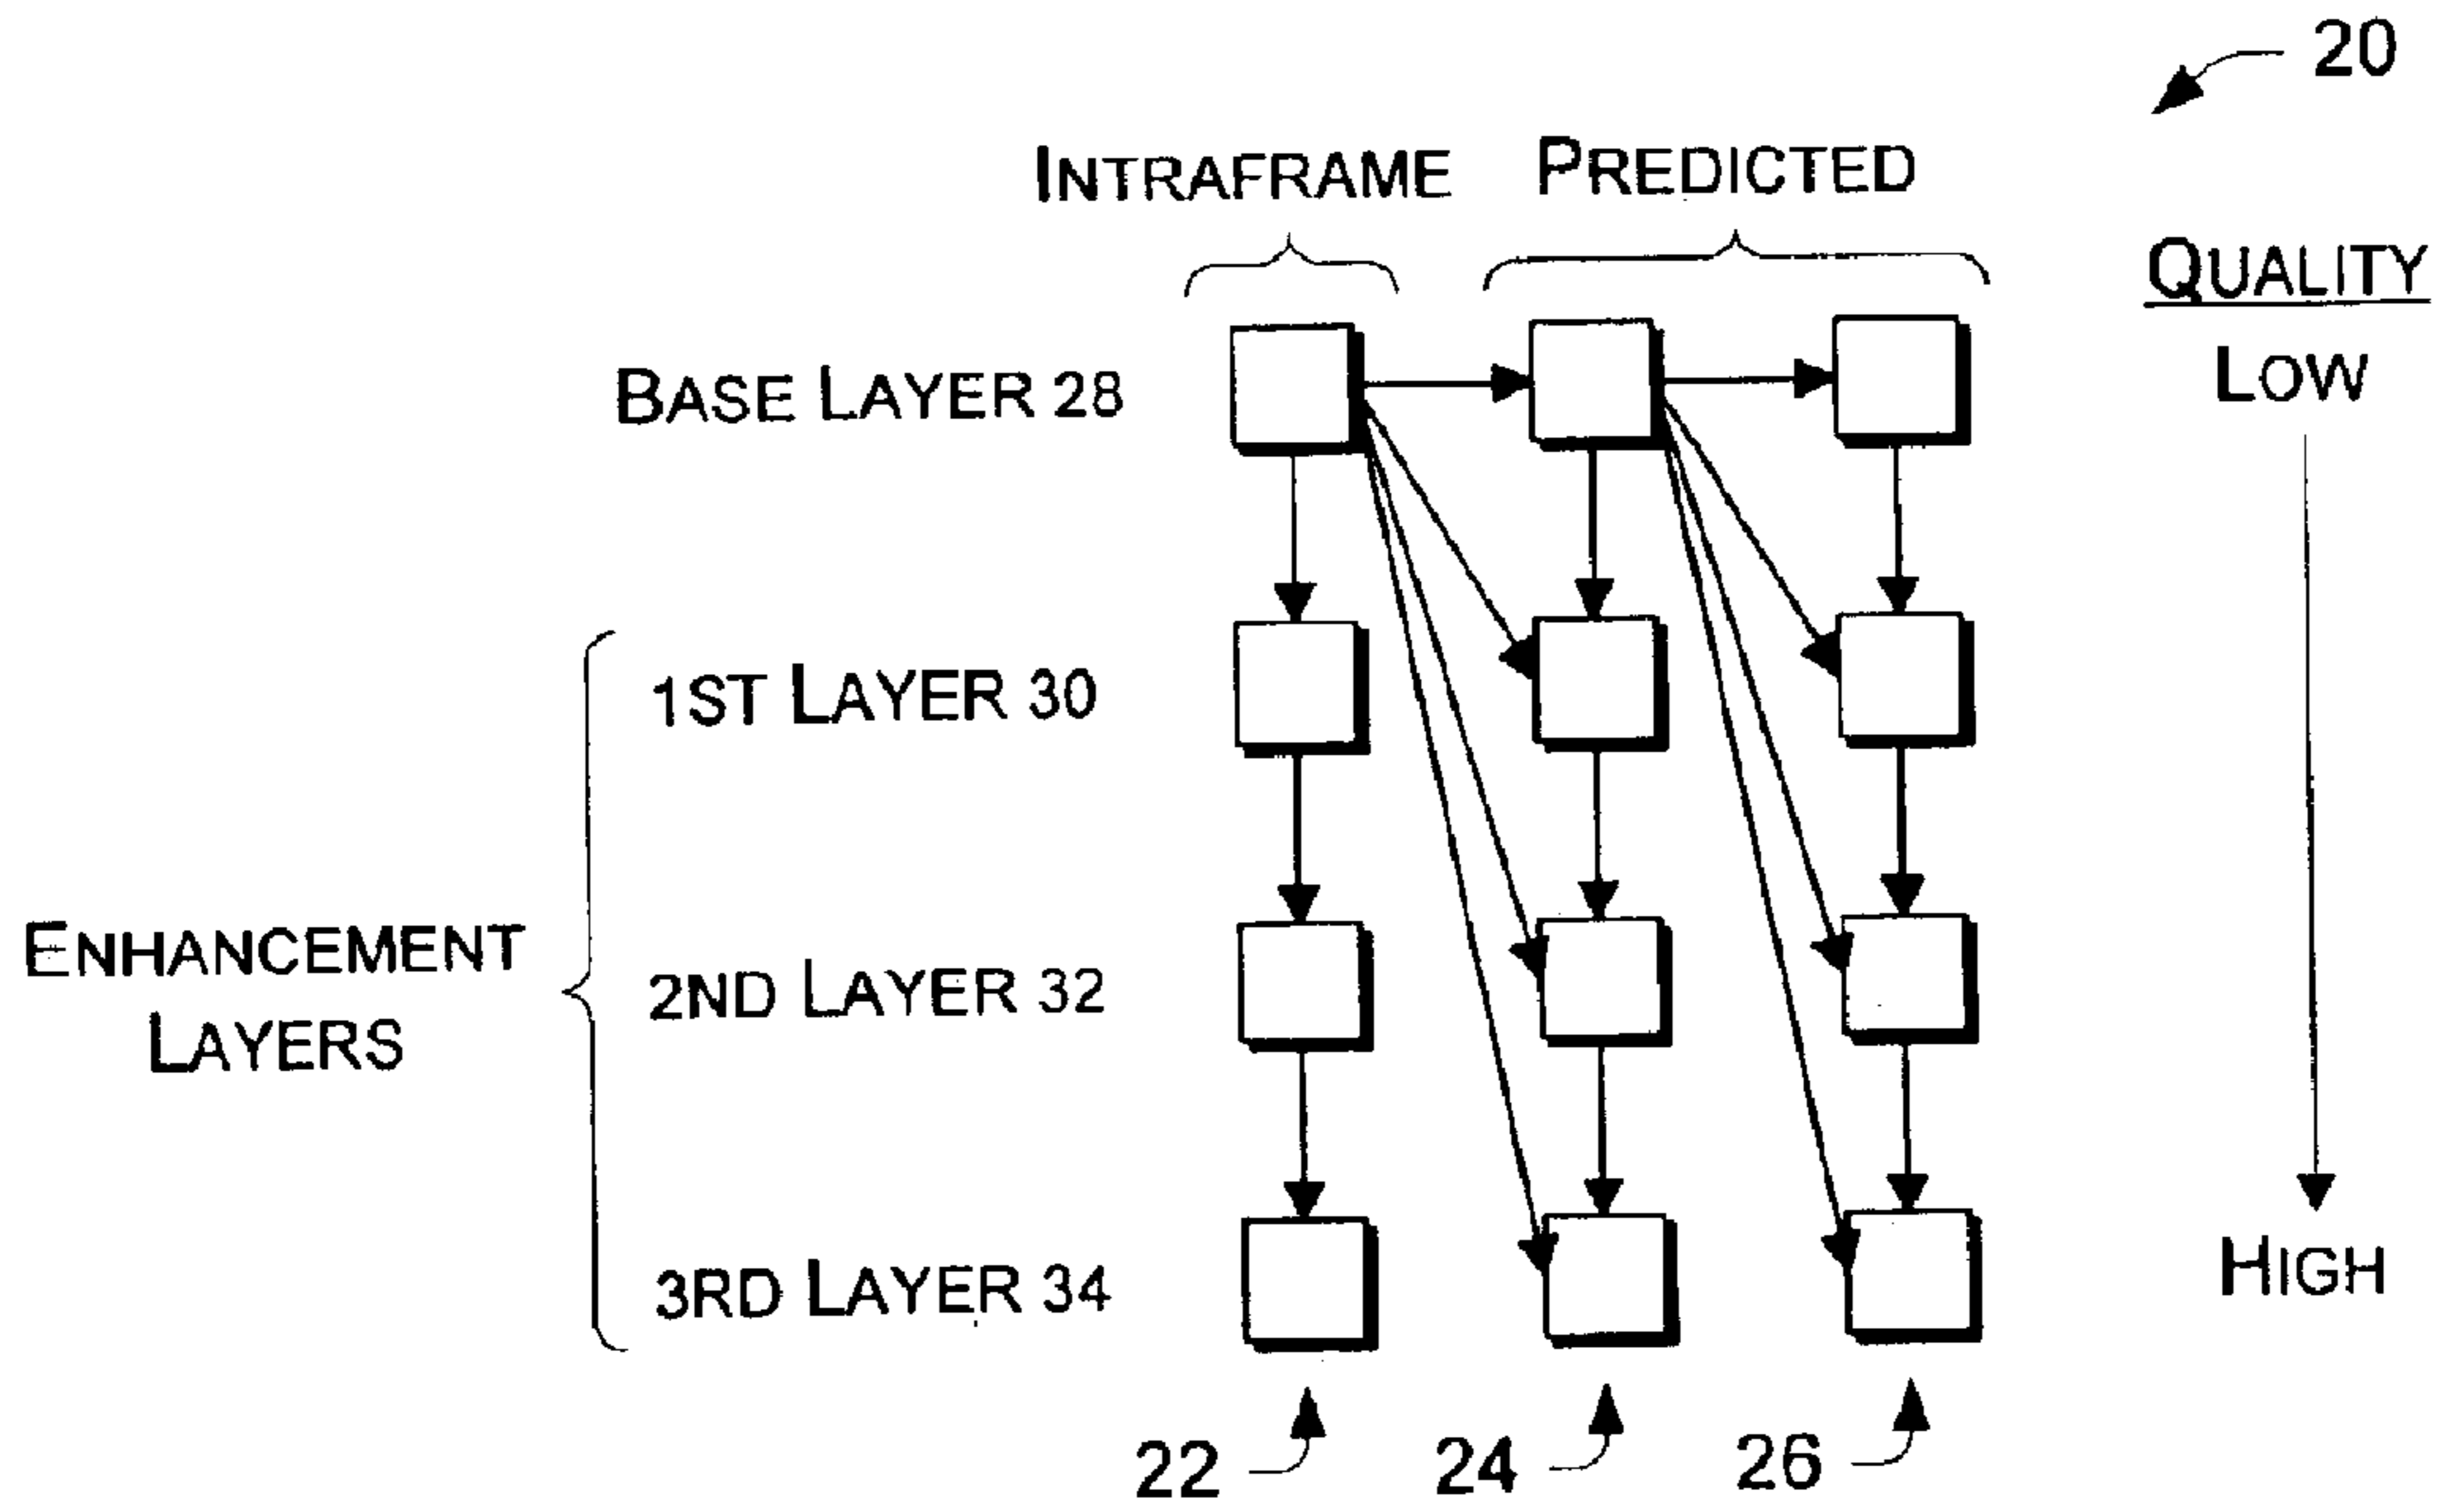 20
INTRAFRAME PREDICTED
QUALITY
BASE LAYER 28
LOW
1ST LAYER 30
ENHANCEMENT
LAYERS
2ND LAYER 32
3RD LAYER 34
HIGH
22 24 26